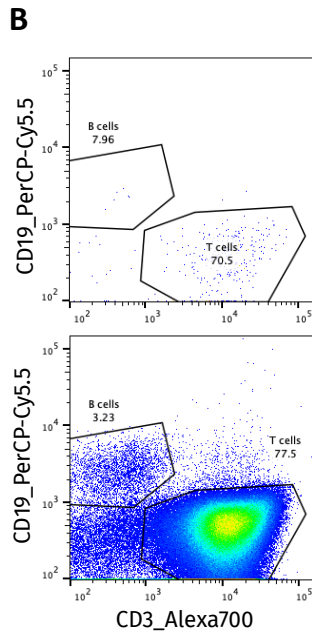 B
CD19_PerCP-Cy5.5
10^5
10^4
10^3
10^2
B cells
7.96
T cells
70.5
10^2 10^3 10^4 10^5
CD19_PerCP-Cy5.5
10^5
10^4
10^3
10^2
B cells
3.23
T cells
77.5
10^2 10^3 10^4 10^5
CD3_Alexa700